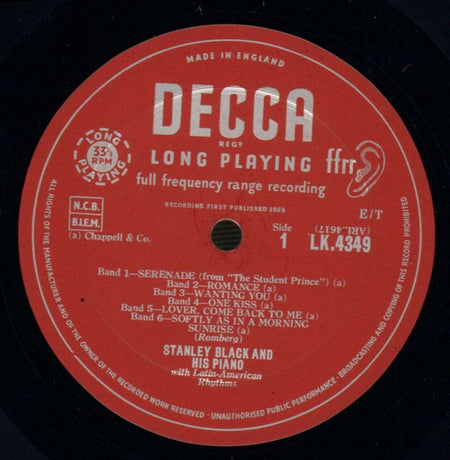 MADE IN ENGLAND
DECCA
REGD
LONG PLAYING
ffrr
full frequency range recording
LONG
33⅓
RPM
PLAYING
RECORDING FIRST PUBLISHED 1959
E/T
N.C.B.
B.I.E.M.
(a) Chappell & Co.
Side
1
(ARL.4617)
LK.4349
Band 1—SERENADE (from "The Student Prince") (a)
Band 2—ROMANCE (a)
Band 3—WANTING YOU (a)
Band 4—ONE KISS (a)
Band 5—LOVER, COME BACK TO ME (a)
Band 6—SOFTLY AS IN A MORNING
SUNRISE (a)
(Romberg)
STANLEY BLACK AND
HIS PIANO
with Latin-American
Rhythms
ALL RIGHTS OF THE MANUFACTURER AND OF THE OWNER OF THE RECORDED WORK RESERVED · UNAUTHORISED PUBLIC PERFORMANCE · BROADCASTING AND COPYING OF THIS RECORD PROHIBITED